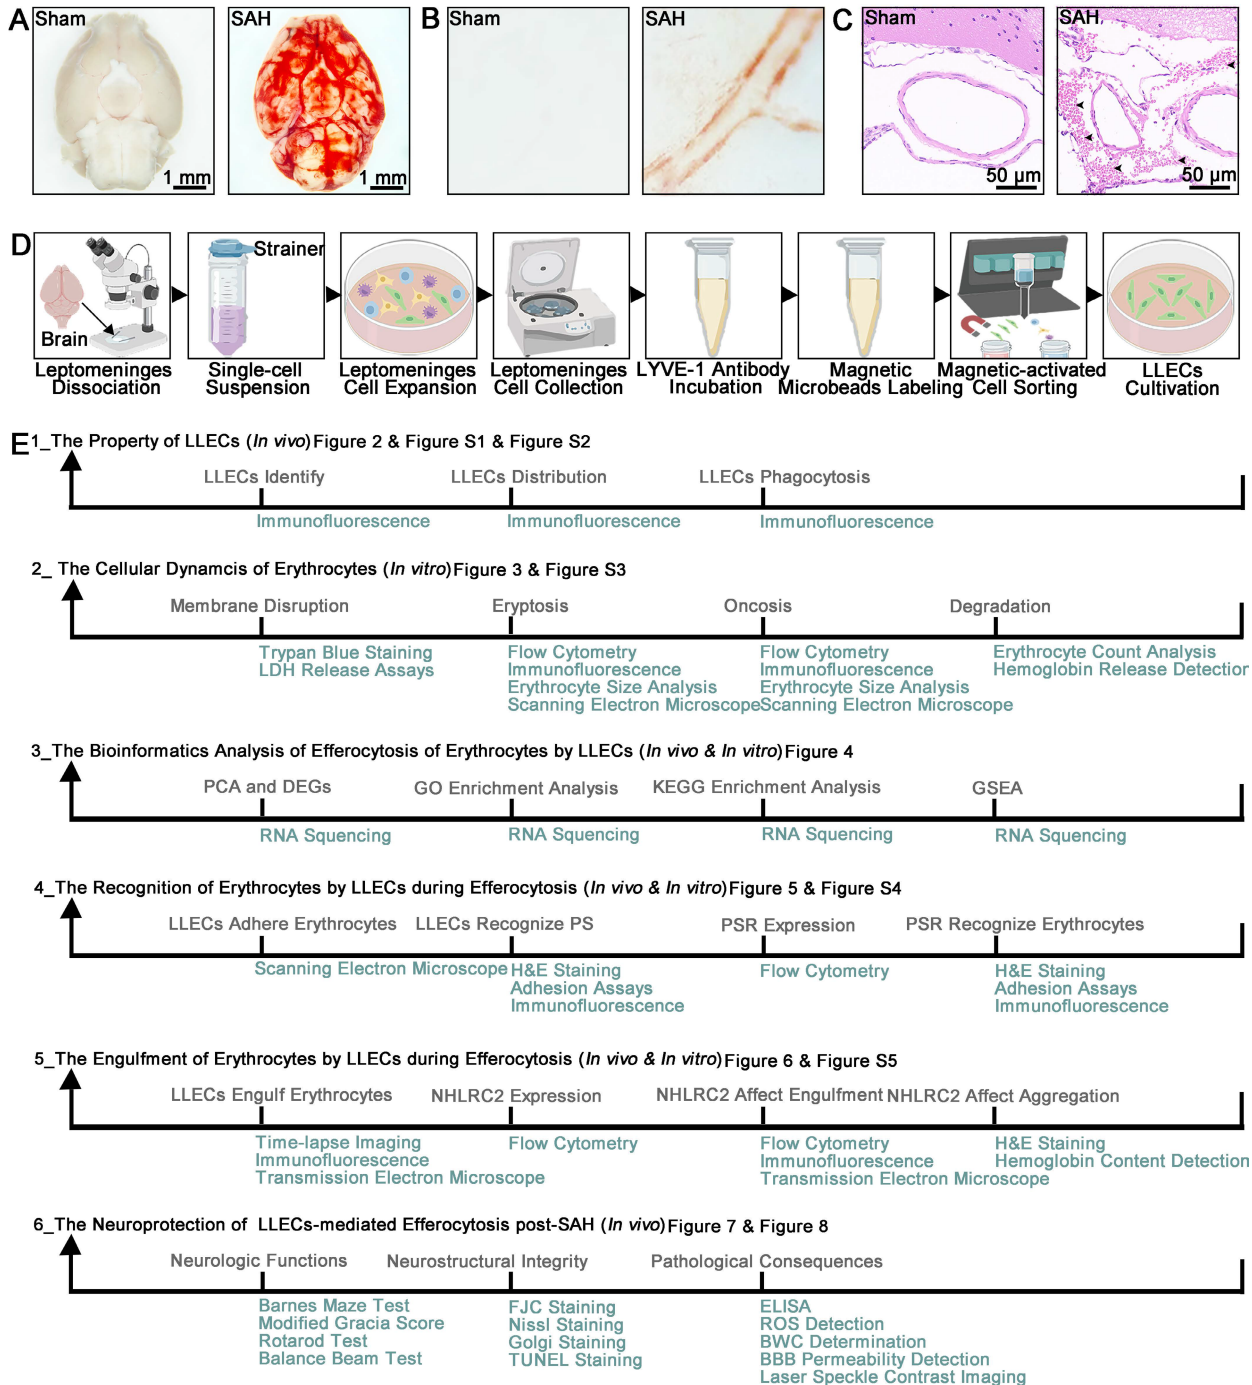 A Sham SAH B Sham SAH C Sham SAH
1 mm 1 mm 50 μm 50 μm
D Strainer
Brain
Leptomeninges Dissociation
Single-cell Suspension
Leptomeninges Cell Expansion
Leptomeninges Cell Collection
LYVE-1 Antibody Incubation
Magnetic Microbeads Labeling
Magnetic-activated Cell Sorting
LLECs Cultivation
E 1_The Property of LLECs (In vivo) Figure 2 & Figure S1 & Figure S2
LLECs Identify LLECs Distribution LLECs Phagocytosis
Immunofluorescence Immunofluorescence Immunofluorescence
2_ The Cellular Dynamcis of Erythrocytes (In vitro) Figure 3 & Figure S3
Membrane Disruption Eryptosis Oncosis Degradation
Trypan Blue Staining Flow Cytometry Flow Cytometry Erythrocyte Count Analysis
LDH Release Assays Immunofluorescence Immunofluorescence Hemoglobin Release Detection
Erythrocyte Size Analysis Erythrocyte Size Analysis
Scanning Electron Microscope Scanning Electron Microscope
3_The Bioinformatics Analysis of Efferocytosis of Erythrocytes by LLECs (In vivo & In vitro) Figure 4
PCA and DEGs GO Enrichment Analysis KEGG Enrichment Analysis GSEA
RNA Squencing RNA Squencing RNA Squencing RNA Squencing
4_The Recognition of Erythrocytes by LLECs during Efferocytosis (In vivo & In vitro) Figure 5 & Figure S4
LLECs Adhere Erythrocytes LLECs Recognize PS PSR Expression PSR Recognize Erythrocytes
Scanning Electron Microscope H&E Staining Flow Cytometry H&E Staining
Adhesion Assays Adhesion Assays
Immunofluorescence Immunofluorescence
5_The Engulfment of Erythrocytes by LLECs during Efferocytosis (In vivo & In vitro) Figure 6 & Figure S5
LLECs Engulf Erythrocytes NHLRC2 Expression NHLRC2 Affect Engulfment NHLRC2 Affect Aggregation
Time-lapse Imaging Flow Cytometry Flow Cytometry H&E Staining
Immunofluorescence Immunofluorescence Hemoglobin Content Detection
Transmission Electron Microscope Transmission Electron Microscope
6_The Neuroprotection of LLECs-mediated Efferocytosis post-SAH (In vivo) Figure 7 & Figure 8
Neurologic Functions Neurostructural Integrity Pathological Consequences
Barnes Maze Test FJC Staining ELISA
Modified Gracia Score Nissl Staining ROS Detection
Rotarod Test Golgi Staining BWC Determination
Balance Beam Test TUNEL Staining BBB Permeability Detection
Laser Speckle Contrast Imaging